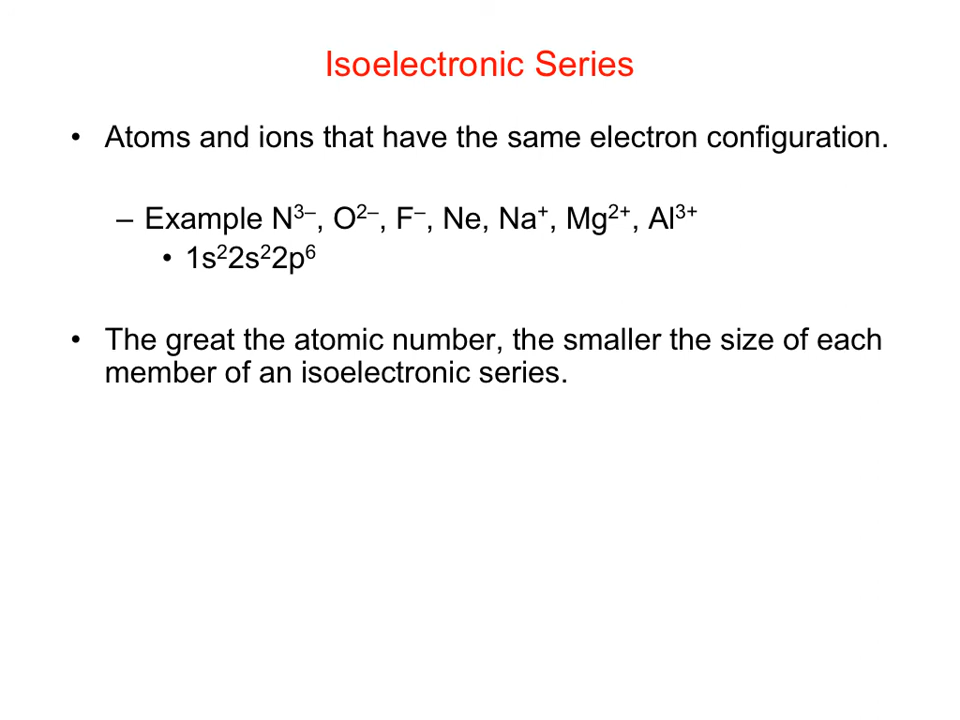 Isoelectronic Series
• Atoms and ions that have the same electron configuration.
– Example N³⁻, O²⁻, F⁻, Ne, Na⁺, Mg²⁺, Al³⁺
• 1s²2s²2p⁶
• The great the atomic number, the smaller the size of each
member of an isoelectronic series.